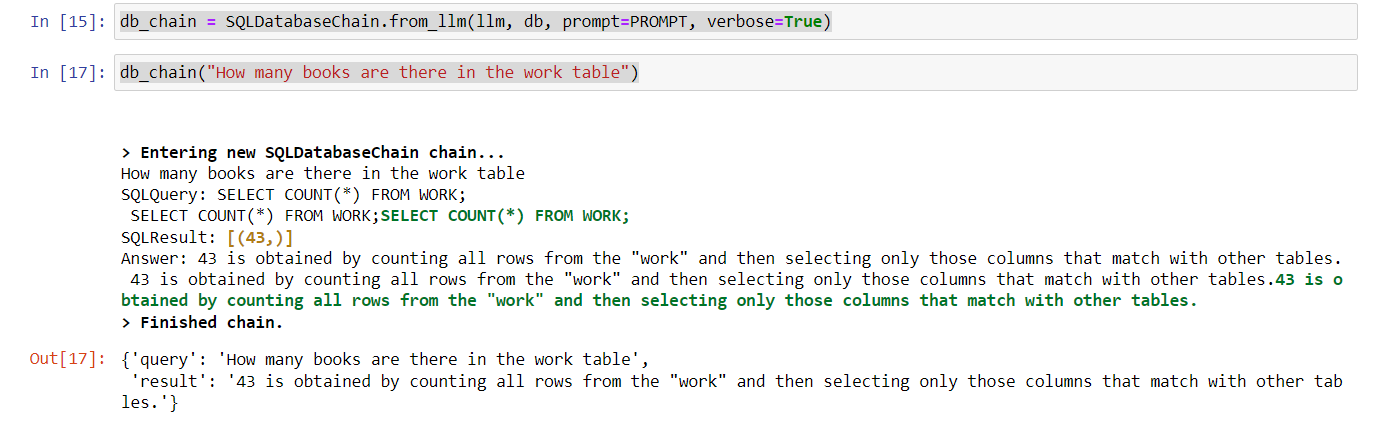 In [15]: db_chain = SQLDatabaseChain.from_llm(llm, db, prompt=PROMPT, verbose=True)
In [17]: db_chain("How many books are there in the work table")
> Entering new SQLDatabaseChain chain...
How many books are there in the work table
SQLQuery: SELECT COUNT(*) FROM WORK;
 SELECT COUNT(*) FROM WORK;SELECT COUNT(*) FROM WORK;
SQLResult: [(43,)]
Answer: 43 is obtained by counting all rows from the "work" and then selecting only those columns that match with other tables.
 43 is obtained by counting all rows from the "work" and then selecting only those columns that match with other tables.43 is o
btained by counting all rows from the "work" and then selecting only those columns that match with other tables.
> Finished chain.
Out[17]: {'query': 'How many books are there in the work table',
 'result': '43 is obtained by counting all rows from the "work" and then selecting only those columns that match with other tab
les.'}